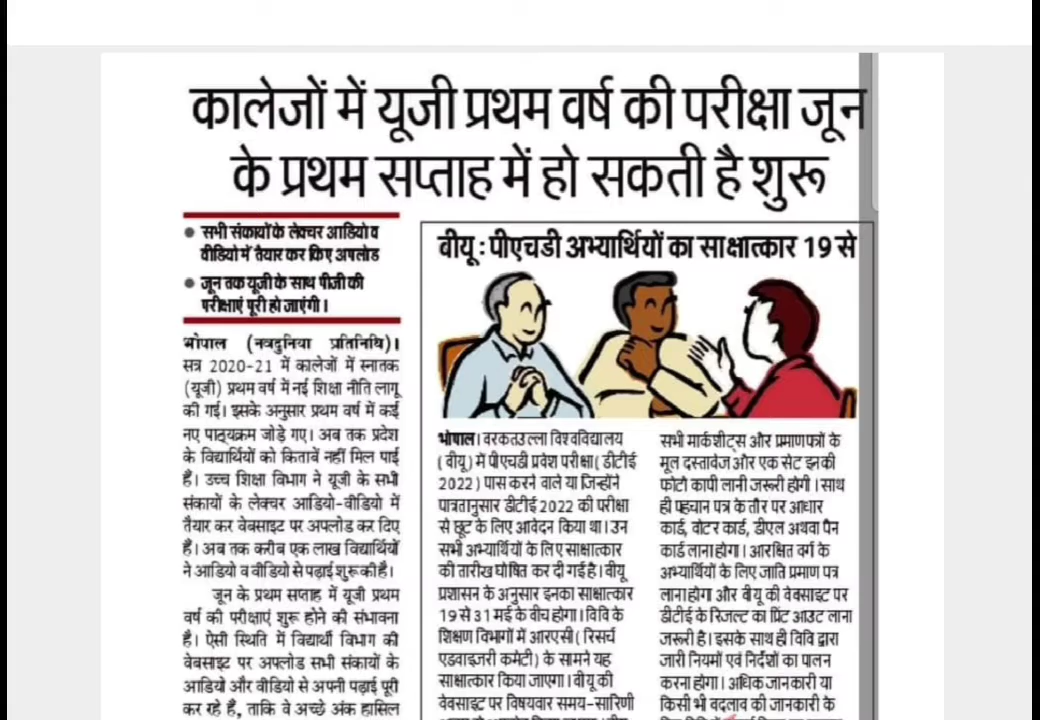 कालेजों में यूजी प्रथम वर्ष की परीक्षा जून
के प्रथम सप्ताह में हो सकती है शुरू
● सभी संकायों के लेक्चर आडियो व
वीडियो में तैयार कर किए अपलोड
● जून तक यूजी के साथ पीजी की
परीक्षाएं पूरी हो जाएंगी ।
भोपाल (नवदुनिया प्रतिनिधि)।
सत्र 2020-21 में कालेजों में स्नातक
(यूजी) प्रथम वर्ष में नई शिक्षा नीति लागू
की गई। इसके अनुसार प्रथम वर्ष में कई
नए पाठ्यक्रम जोड़े गए। अब तक प्रदेश
के विद्यार्थियों को किताबें नहीं मिल पाई
हैं। उच्च शिक्षा विभाग ने यूजी के सभी
संकायों के लेक्चर आडियो-वीडियो में
तैयार कर वेबसाइट पर अपलोड कर दिए
हैं। अब तक करीब एक लाख विद्यार्थियों
ने आडियो व वीडियो से पढ़ाई शुरू की है।
जून के प्रथम सप्ताह में यूजी प्रथम
वर्ष की परीक्षाएं शुरू होने की संभावना
है। ऐसी स्थिति में विद्यार्थी विभाग की
वेबसाइट पर अपलोड सभी संकायों के
आडियो और वीडियो से अपनी पढ़ाई पूरी
कर रहे हैं, ताकि वे अच्छे अंक हासिल
वीयू : पीएचडी अभ्यार्थियों का साक्षात्कार 19 से
भोपाल। वरकतउल्ला विश्वविद्यालय
(वीयू) में पीएचडी प्रवेश परीक्षा (डीटीई
2022) पास करने वाले या जिन्होंने
पात्रतानुसार डीटीई 2022 की परीक्षा
से छूट के लिए आवेदन किया था। उन
सभी अभ्यार्थियों के लिए साक्षात्कार
की तारीख घोषित कर दी गई है। वीयू
प्रशासन के अनुसार इनका साक्षात्कार
19 से 31 मई के बीच होगा। विवि के
शिक्षण विभागों में आरएसी (रिसर्च
एडवाइजरी कमेटी) के सामने यह
साक्षात्कार किया जाएगा। वीयू की
वेबसाइट पर विषयवार समय-सारिणी
सभी मार्कशीट्स और प्रमाणपत्रों के
मूल दस्तावेज और एक सेट इनकी
फोटो कापी लानी जरूरी होगी। साथ
ही पहचान पत्र के तौर पर आधार
कार्ड, वोटर कार्ड, डीएल अथवा पैन
कार्ड लाना होगा। आरक्षित वर्ग के
अभ्यार्थियों के लिए जाति प्रमाण पत्र
लाना होगा और बीयू की वेबसाइट पर
डीटीई के रिजल्ट का प्रिंट आउट लाना
जरूरी है। इसके साथ ही विवि द्वारा
जारी नियमों एवं निर्देशों का पालन
करना होगा। अधिक जानकारी या
किसी भी बदलाव की जानकारी के